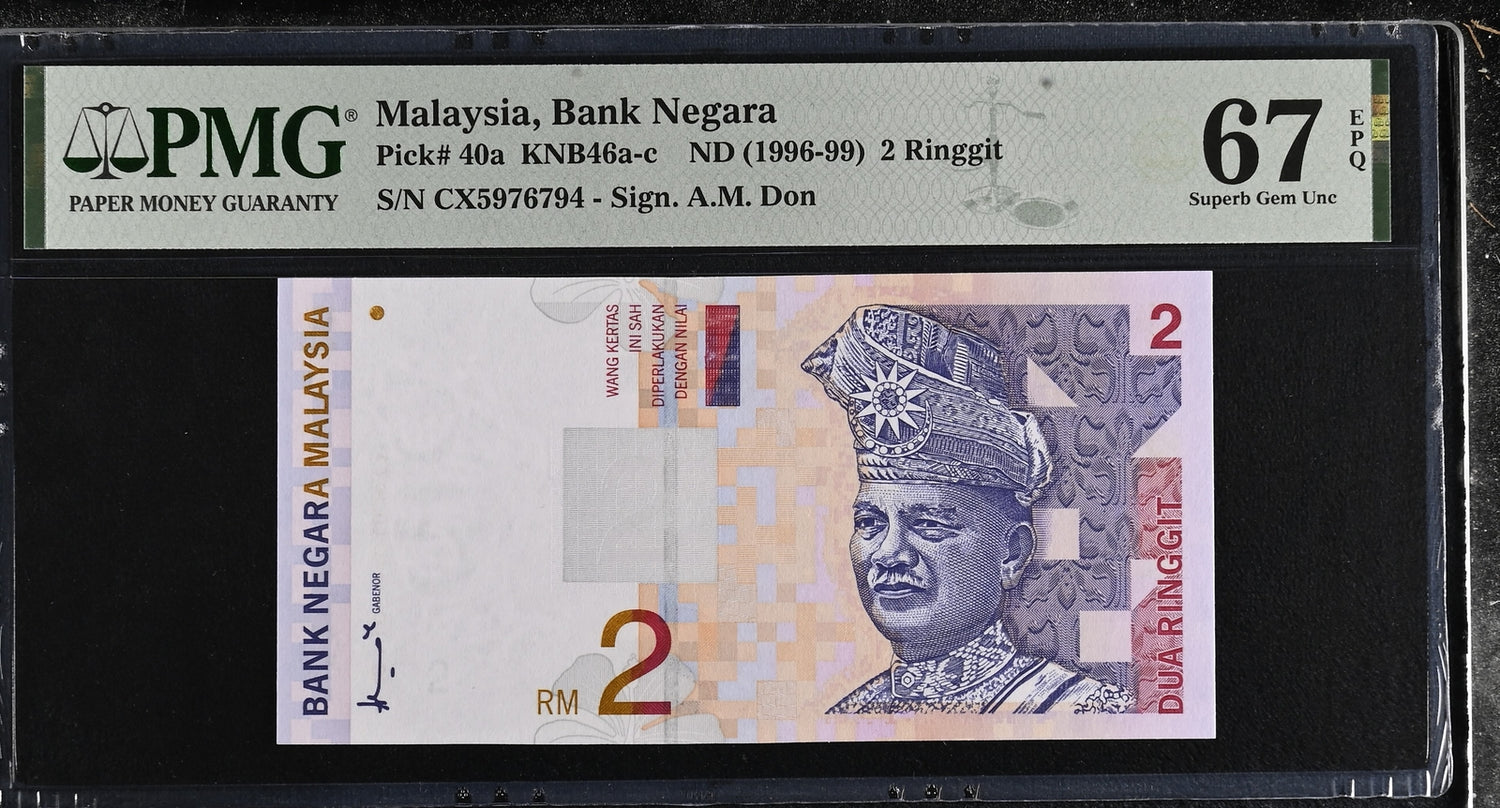 PMG®
PAPER MONEY GUARANTY
Malaysia, Bank Negara
Pick# 40a KNB46a-c ND (1996-99) 2 Ringgit
S/N CX5976794 - Sign. A.M. Don
67
EPQ
Superb Gem Unc
BANK NEGARA MALAYSIA
GABENOR
WANG KERTAS
INI SAH
DIPERLAKUKAN
DENGAN NILAI
RM 2
2
DUA RINGGIT